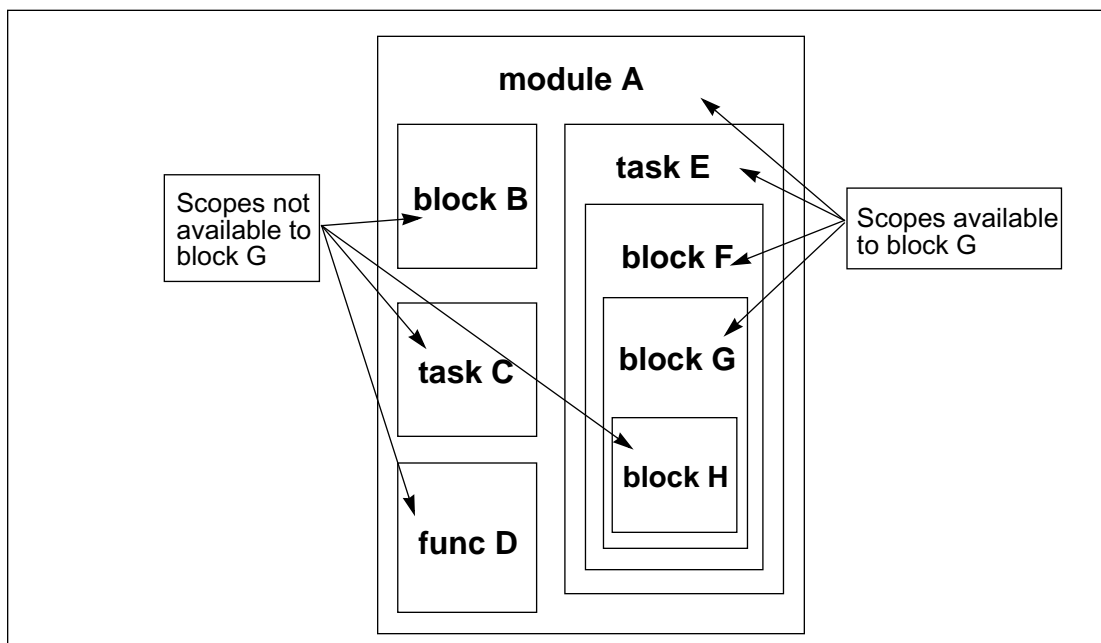 module A
Scopes not
available to
block G
block B
task C
func D
task E
block F
block G
block H
Scopes available
to block G